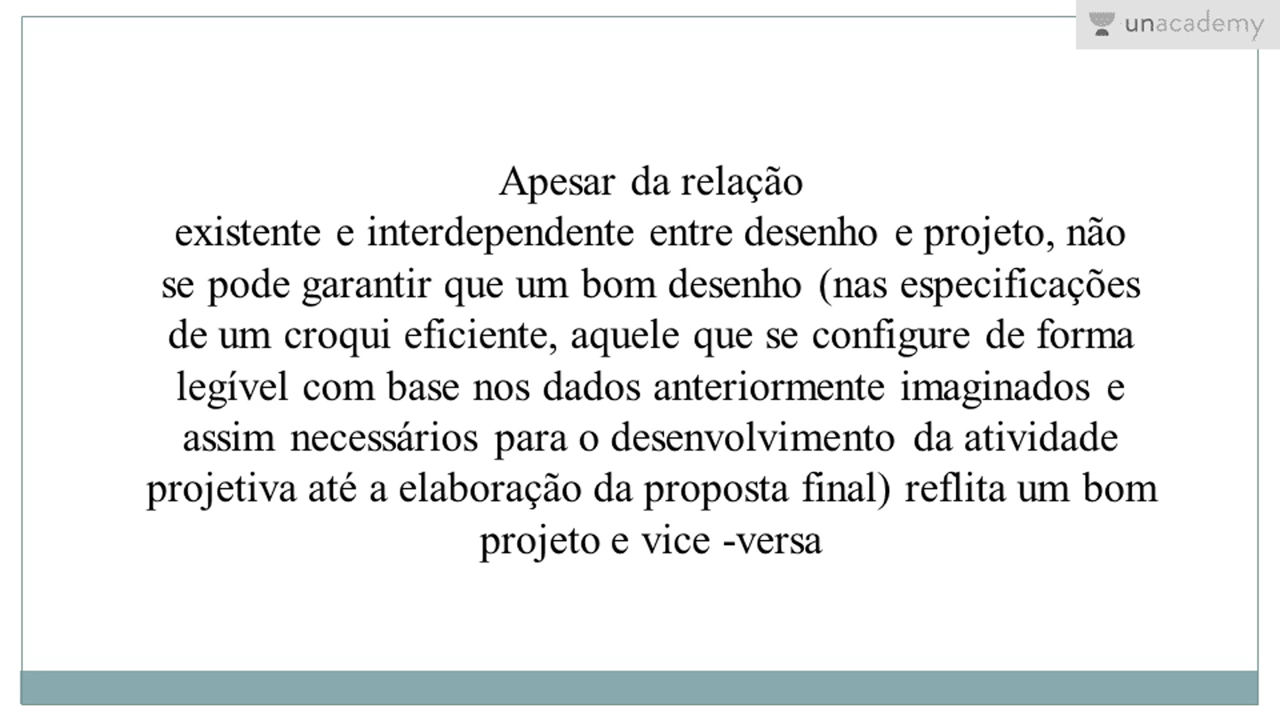 unacademy
Apesar da relação
existente e interdependente entre desenho e projeto, não
se pode garantir que um bom desenho (nas especificações
de um croqui eficiente, aquele que se configure de forma
legível com base nos dados anteriormente imaginados e
assim necessários para o desenvolvimento da atividade
projetiva até a elaboração da proposta final) reflita um bom
projeto e vice -versa